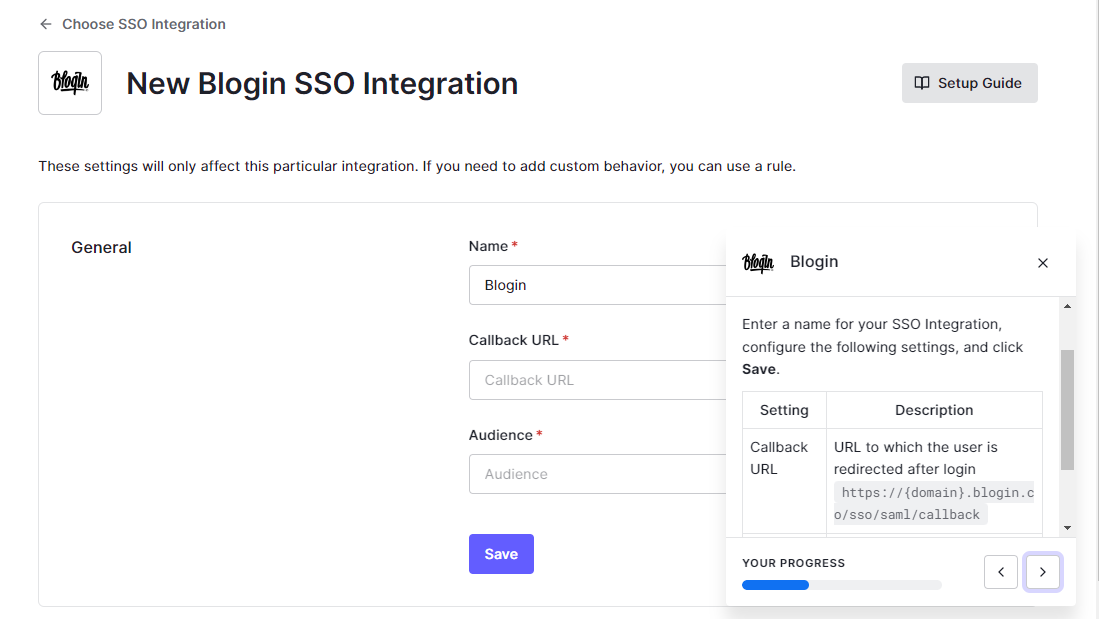 Choose SSO Integration
BlogIn
New Blogin SSO Integration
Setup Guide
These settings will only affect this particular integration. If you need to add custom behavior, you can use a rule.
General
Name *
Blogin
Callback URL *
Callback URL
Audience *
Audience
Save
BlogIn
Blogin
Enter a name for your SSO Integration,
configure the following settings, and click
Save.
Setting
Description
Callback
URL
URL to which the user is
redirected after login
https://{domain}.blogin.c
o/sso/saml/callback
YOUR PROGRESS